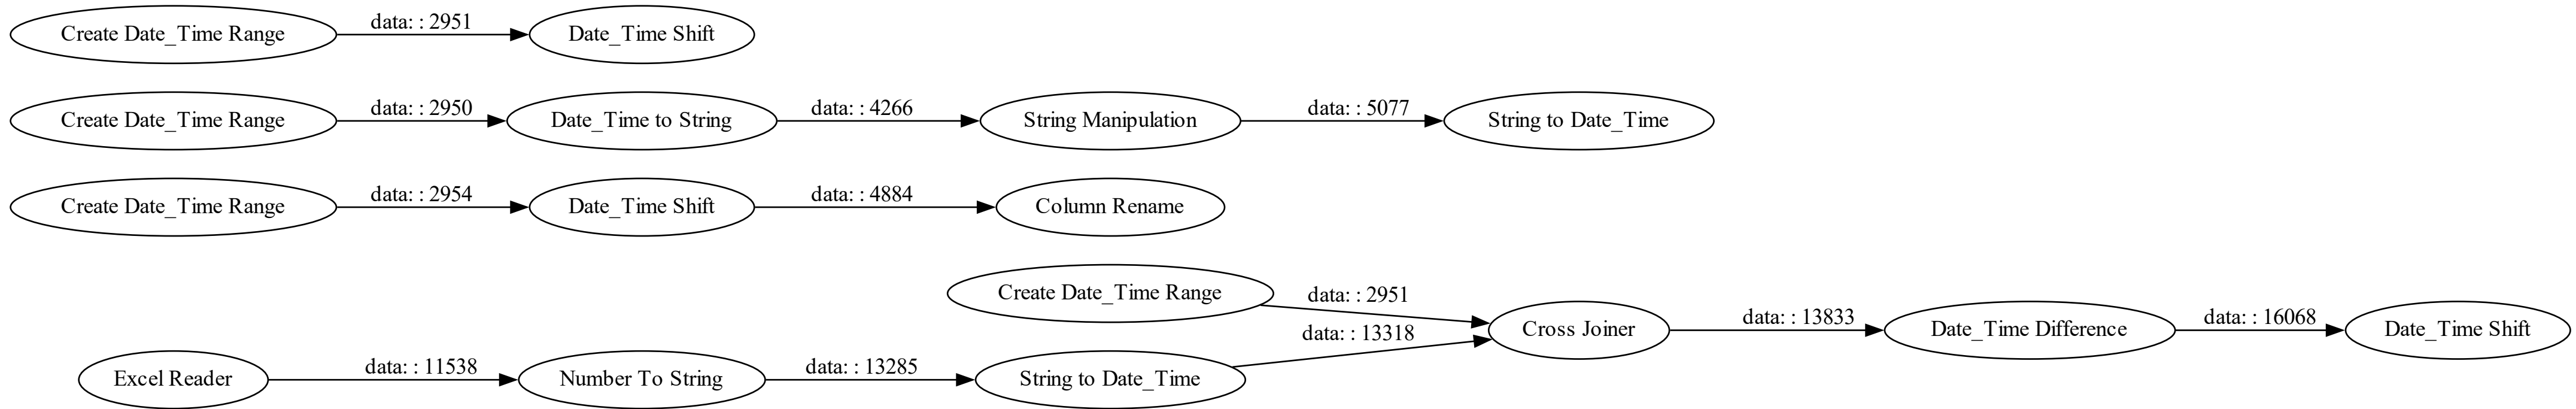 Create Date_Time Range
data: : 2951
Date_Time Shift
Create Date_Time Range
data: : 2950
Date_Time to String
data: : 4266
String Manipulation
data: : 5077
String to Date_Time
Create Date_Time Range
data: : 2954
Date_Time Shift
data: : 4884
Column Rename
Create Date_Time Range
data: : 2951
Excel Reader
data: : 11538
Number To String
data: : 13285
String to Date_Time
data: : 13318
Cross Joiner
data: : 13833
Date_Time Difference
data: : 16068
Date_Time Shift